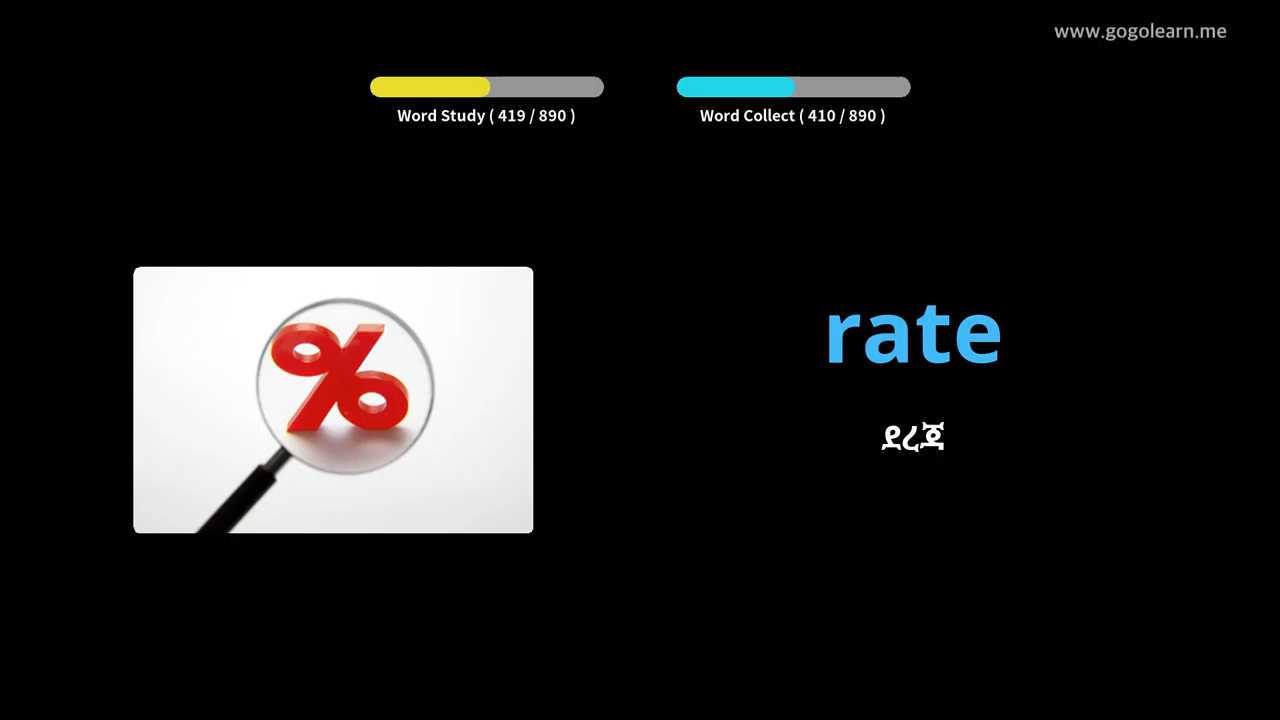 www.gogolearn.me
Word Study ( 419 / 890 )
Word Collect ( 410 / 890 )
%
rate
ደረጃ